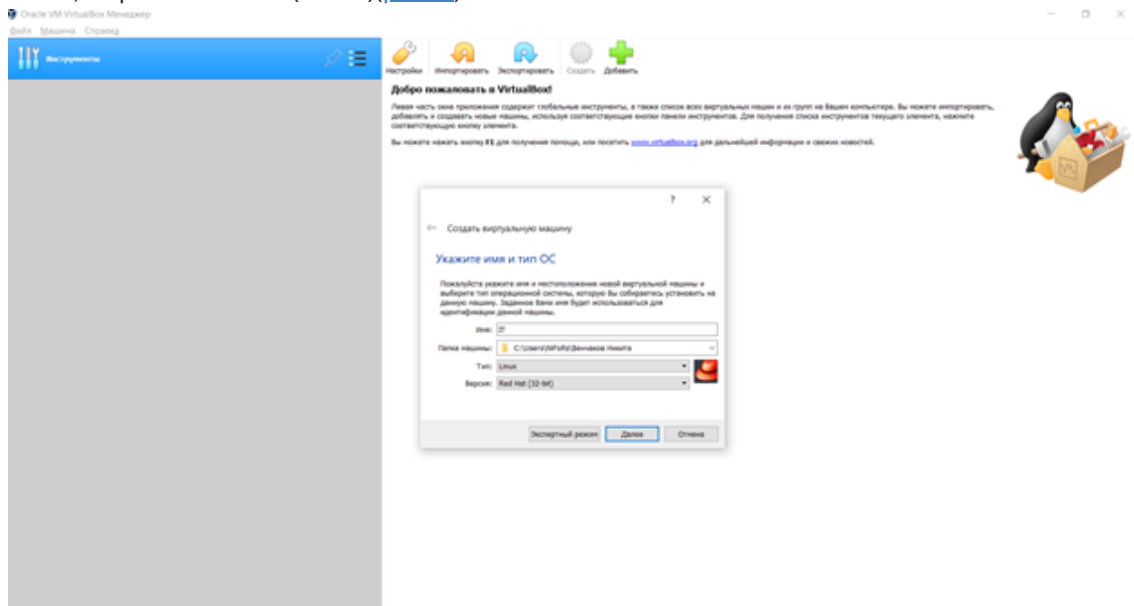 Oracle VM VirtualBox Менеджер
Файл Машина Справка
Инструменты
Настройки Импортировать Экспортировать Создать Добавить
Добро пожаловать в VirtualBox!
Левая часть окна приложения содержит глобальные инструменты, а также список всех виртуальных машин и их групп на Вашем компьютере. Вы можете импортировать,
добавлять и создавать новые машины, используя соответствующие кнопки панели инструментов. Для получения списка инструментов текущего элемента, нажмите
соответствующую кнопку элемента.
Вы можете нажать кнопку F1 для получения помощи, или посетить www.virtualbox.org для дальнейшей информации и свежих новостей.
Создать виртуальную машину
Укажите имя и тип ОС
Пожалуйста укажите имя и местоположение новой виртуальной машины и
выберите тип операционной системы, которую Вы собираетесь установить на
данную машину. Заданное Вами имя будет использоваться для
идентификации данной машины.
Имя:
Папка машины: Никита
Тип: Linux
Версия: Red Hat (32-bit)
Экспертный режим Далее Отмена